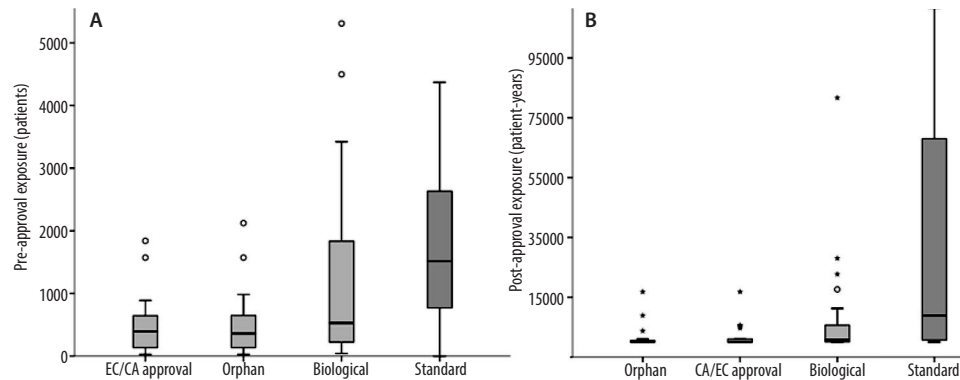 A
Pre-approval exposure (patients)
5000
4000
3000
2000
1000
0
EC/CA approval Orphan Biological Standard
B
Post-approval exposure (patient-years)
95000
75000
55000
35000
15000
Orphan CA/EC approval Biological Standard